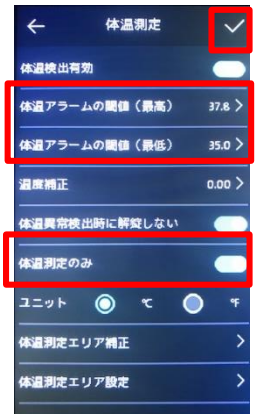 体温測定
体温検出有効
体温アラームの閾値（最高） 37.8 >
体温アラームの閾値（最低） 35.0 >
温度補正 0.00 >
体温異常検出時に解錠しない
体温測定のみ
ユニット ℃ ℉
体温測定エリア補正 >
体温測定エリア設定 >